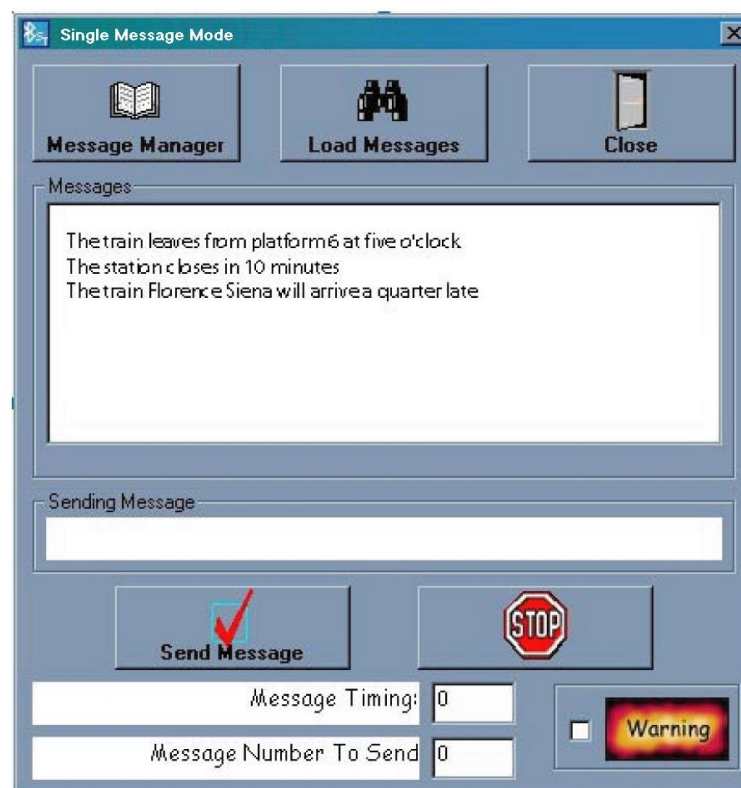 Single Message Mode
Message Manager
Load Messages
Close
Messages
The train leaves from platform 6 at five o'clock
The station closes in 10 minutes
The train Florence Siena will arrive a quarter late
Sending Message
Send Message
STOP
Message Timing: 0
Warning
Message Number To Send 0